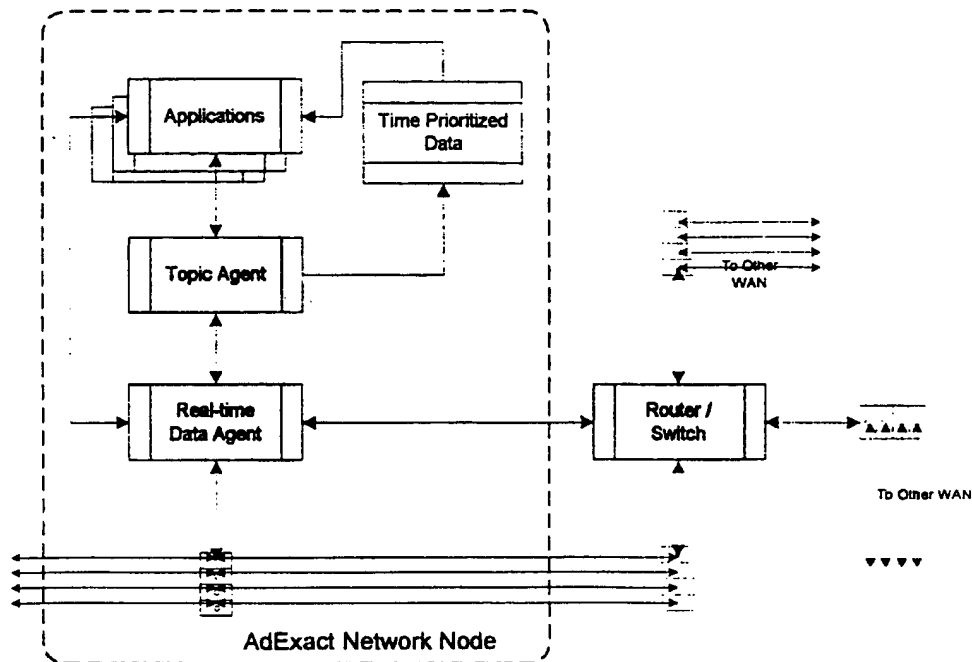 Applications
Time Prioritized
Data
Topic Agent
To Other
WAN
Real-time
Data Agent
Router /
Switch
To Other WAN
AdExact Network Node